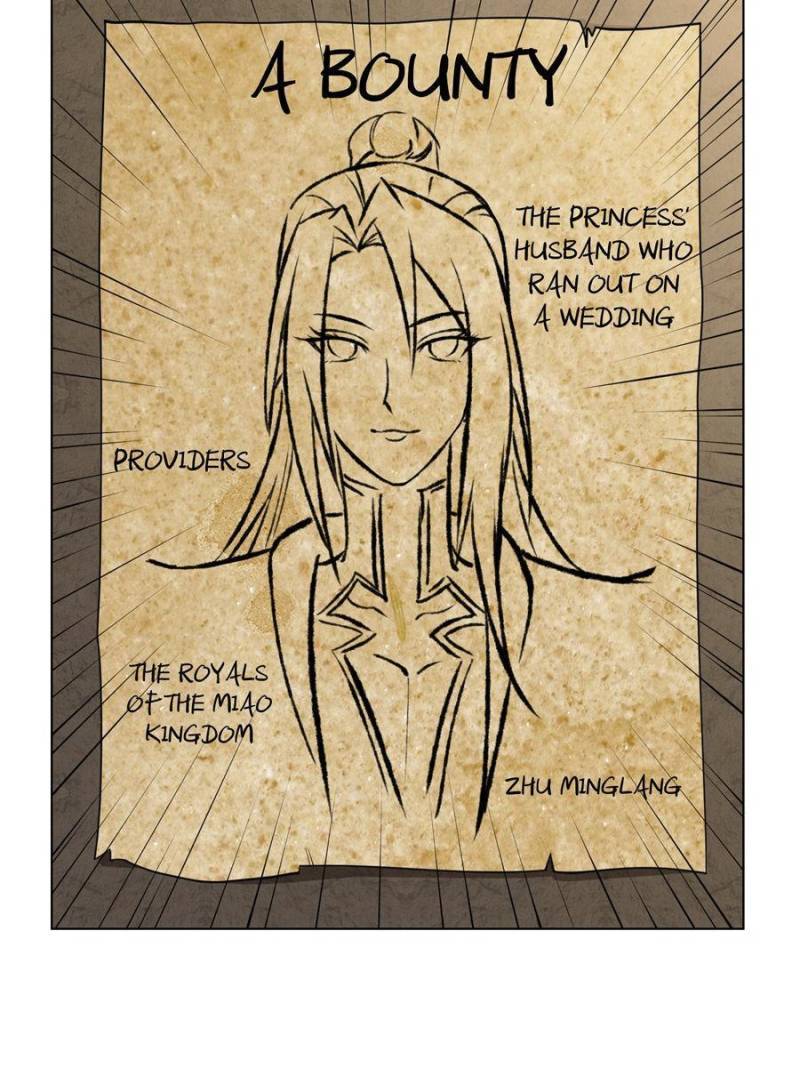 A BOUNTY
THE PRINCESS'
HUSBAND WHO
RAN OUT ON
A WEDDING
PROVIDERS
THE ROYALS
OF THE MIAO
KINGDOM
ZHU MINGLANG